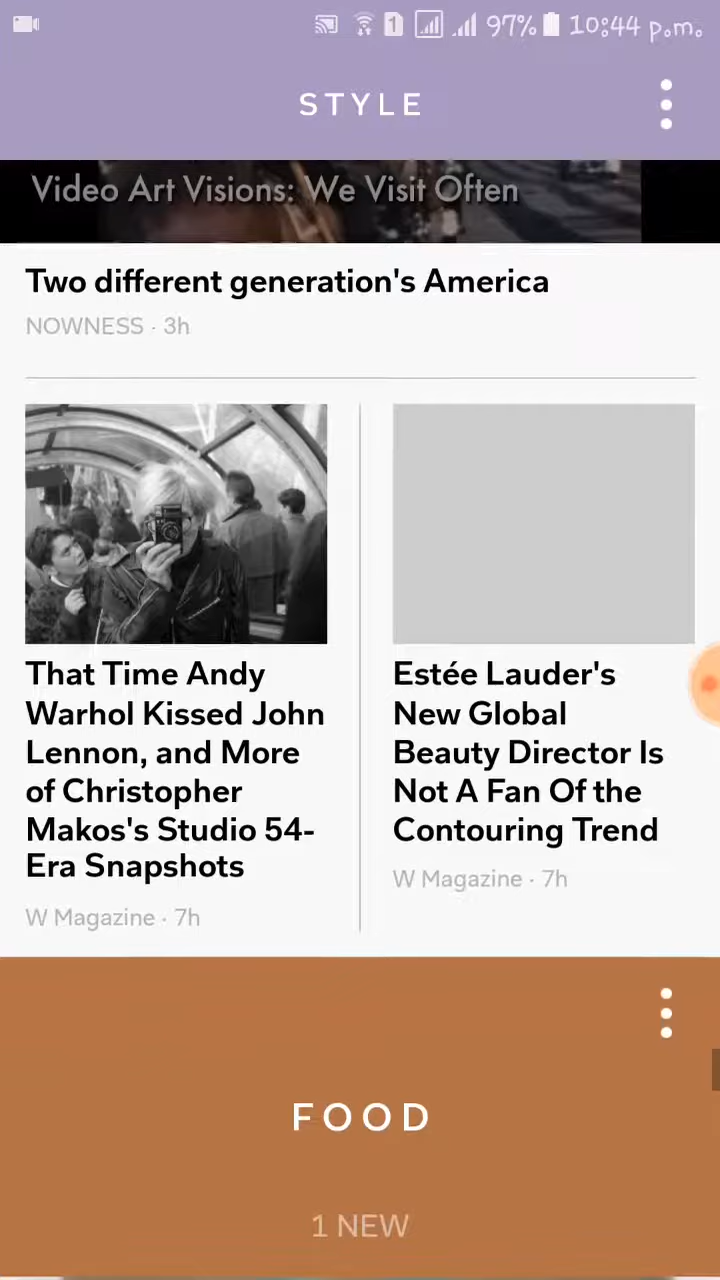 1 97% 10:44 p.m.
STYLE
Video Art Visions: We Visit Often
Two different generation's America
NOWNESS · 3h
That Time Andy
Warhol Kissed John
Lennon, and More
of Christopher
Makos's Studio 54-
Era Snapshots
W Magazine · 7h
Estée Lauder's
New Global
Beauty Director Is
Not A Fan Of the
Contouring Trend
W Magazine · 7h
FOOD
1 NEW